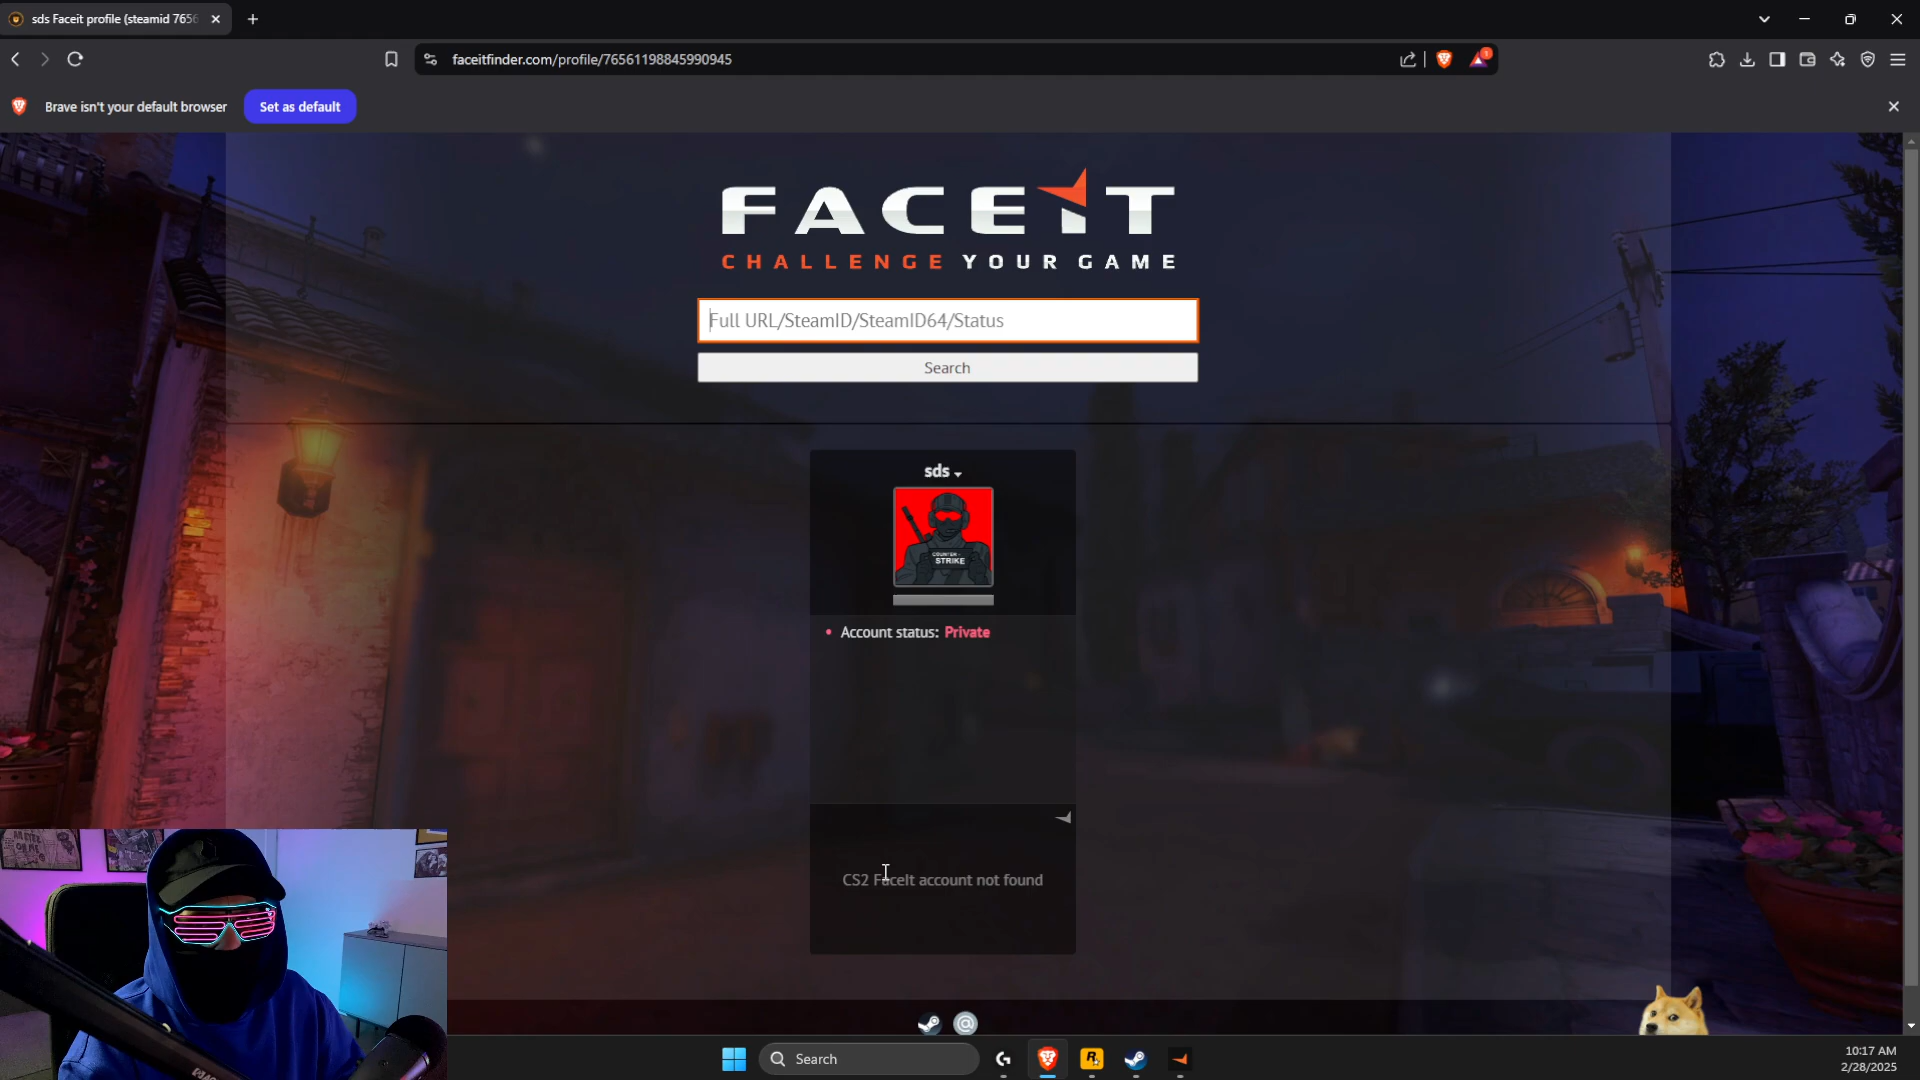 sds Faceit profile (steamid 7656
faceitfinder.com/profile/76561198845990945
1
Brave isn't your default browser
Set as default
FACEIT
CHALLENGE YOUR GAME
Full URL/SteamID/SteamID64/Status
Search
sds
COUNTER-
STRIKE
Account status: Private
CS2 FaceIt account not found
Search
10:17 AM
2/28/2025